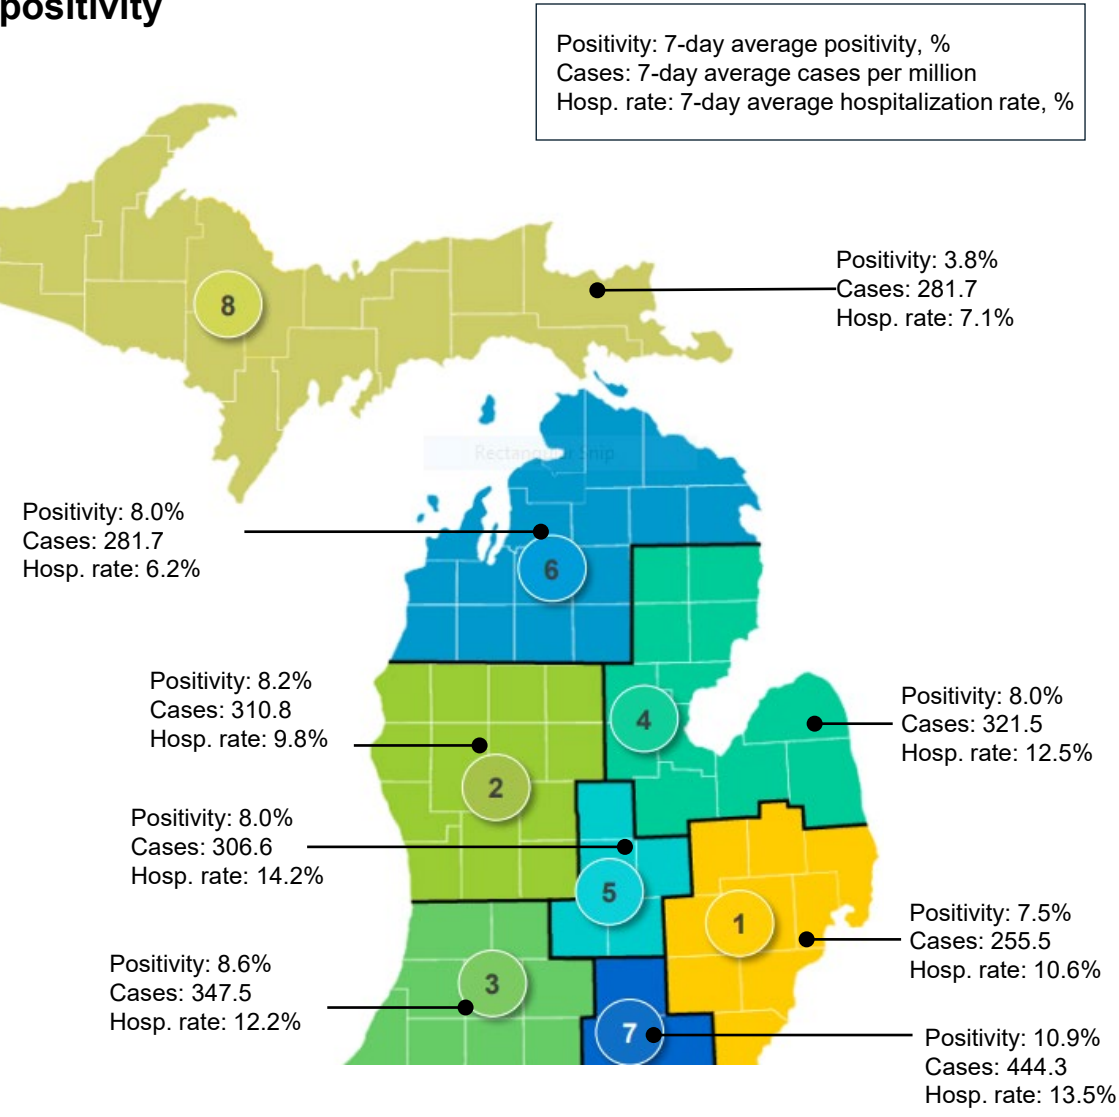 positivity
Positivity: 7-day average positivity, %
Cases: 7-day average cases per million
Hosp. rate: 7-day average hospitalization rate, %
Positivity: 3.8%
Cases: 281.7
Hosp. rate: 7.1%
8
Rectangular Snip
Positivity: 8.0%
Cases: 281.7
Hosp. rate: 6.2%
6
Positivity: 8.2%
Cases: 310.8
Hosp. rate: 9.8%
2
4
Positivity: 8.0%
Cases: 321.5
Hosp. rate: 12.5%
Positivity: 8.0%
Cases: 306.6
Hosp. rate: 14.2%
5
1
Positivity: 7.5%
Cases: 255.5
Hosp. rate: 10.6%
Positivity: 8.6%
Cases: 347.5
Hosp. rate: 12.2%
3
7
Positivity: 10.9%
Cases: 444.3
Hosp. rate: 13.5%